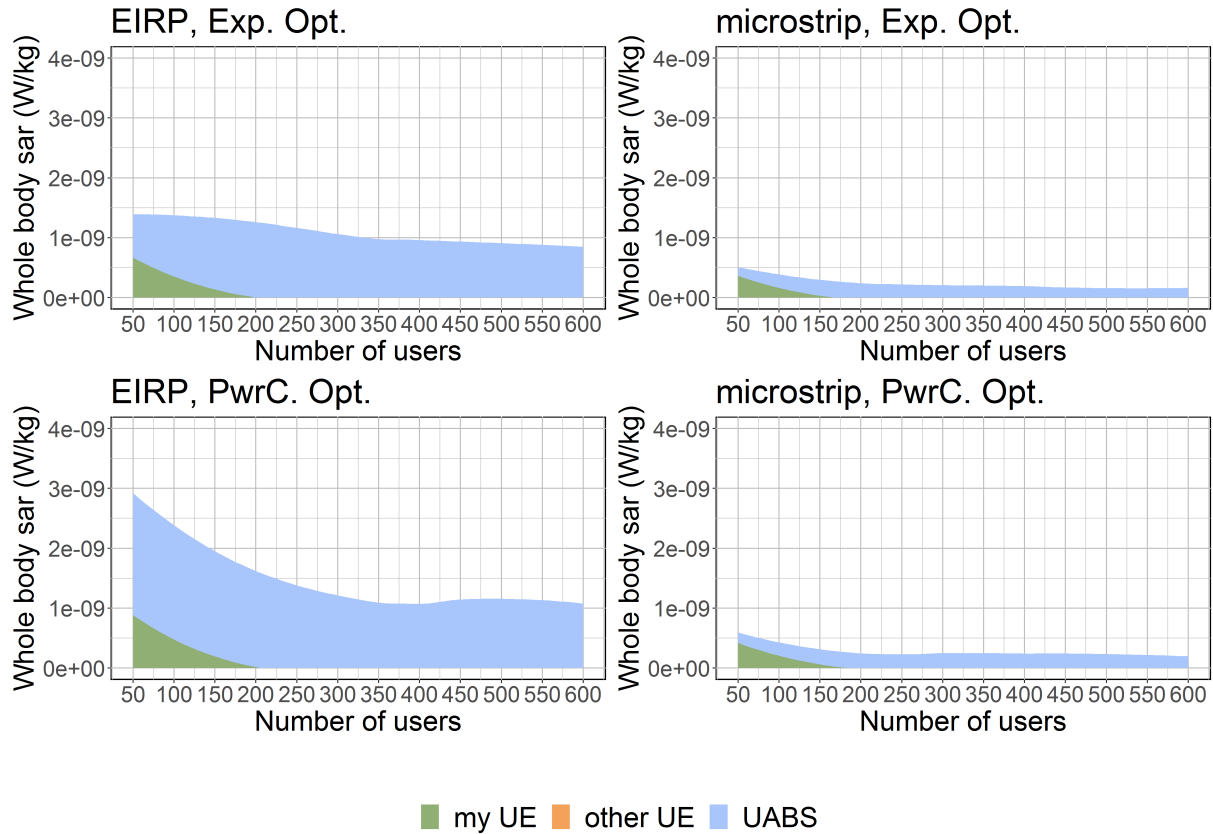 EIRP, Exp. Opt.
Whole body sar (W/kg)
4e-09
3e-09
2e-09
1e-09
0e+00
50 100 150 200 250 300 350 400 450 500 550 600
Number of users
microstrip, Exp. Opt.
Whole body sar (W/kg)
4e-09
3e-09
2e-09
1e-09
0e+00
50 100 150 200 250 300 350 400 450 500 550 600
Number of users
EIRP, PwrC. Opt.
Whole body sar (W/kg)
4e-09
3e-09
2e-09
1e-09
0e+00
50 100 150 200 250 300 350 400 450 500 550 600
Number of users
microstrip, PwrC. Opt.
Whole body sar (W/kg)
4e-09
3e-09
2e-09
1e-09
0e+00
50 100 150 200 250 300 350 400 450 500 550 600
Number of users
my UE other UE UABS